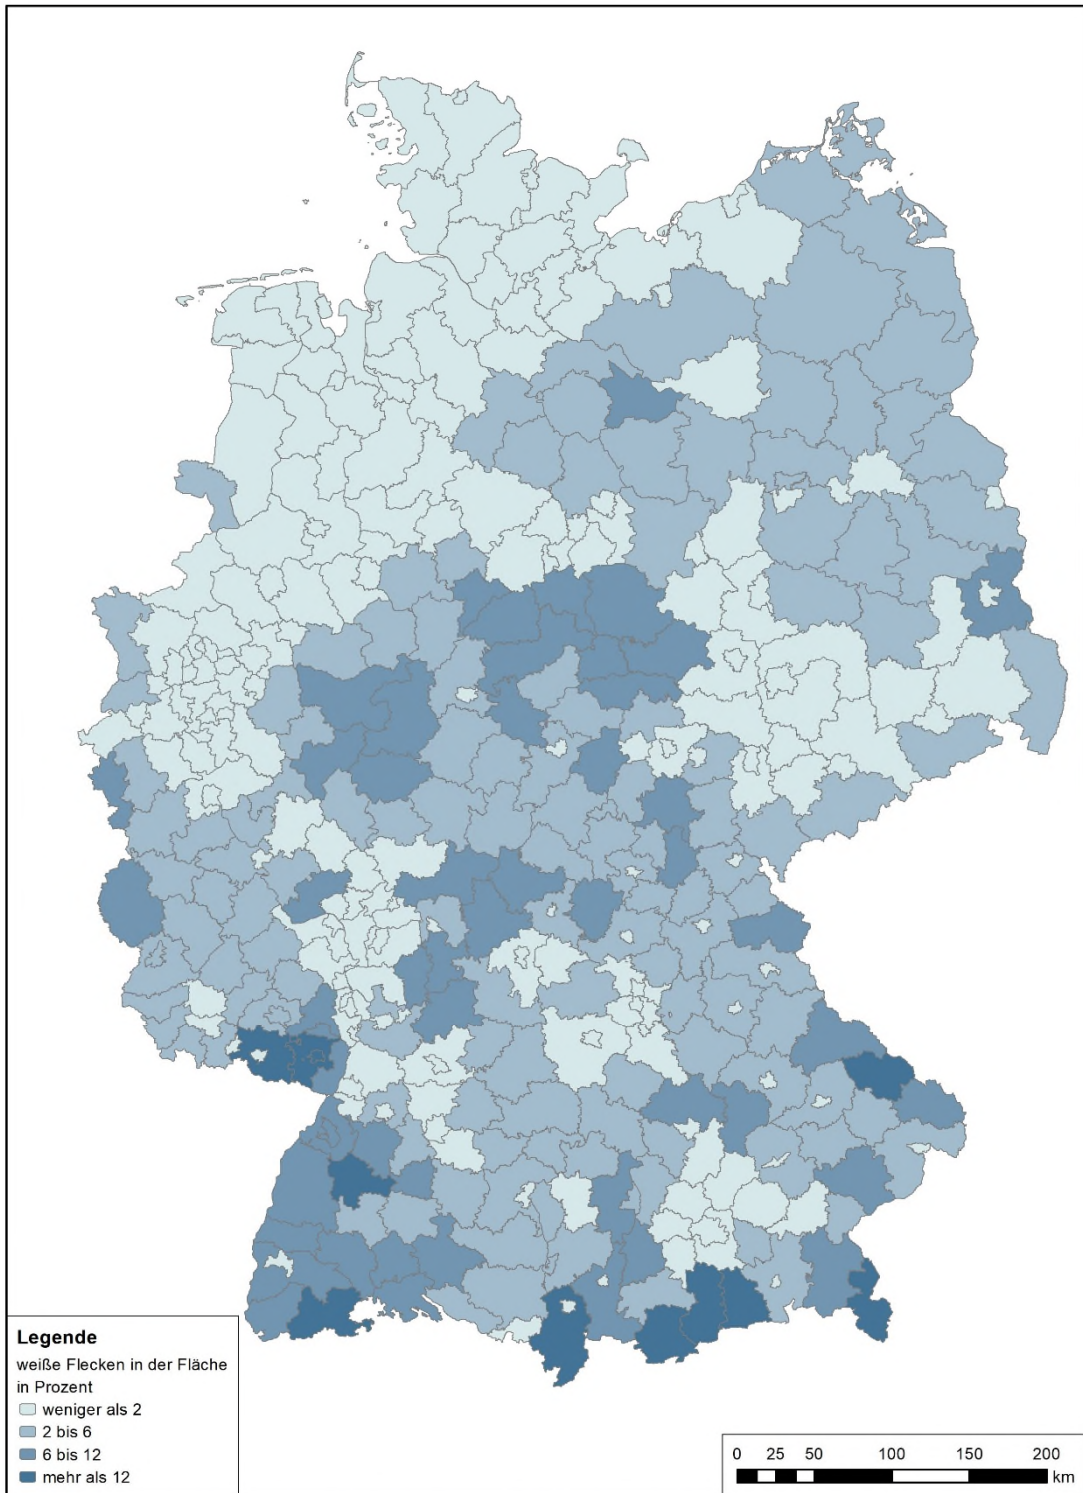 Legende
weiße Flecken in der Fläche
in Prozent
weniger als 2
2 bis 6
6 bis 12
mehr als 12
0 25 50 100 150 200
km